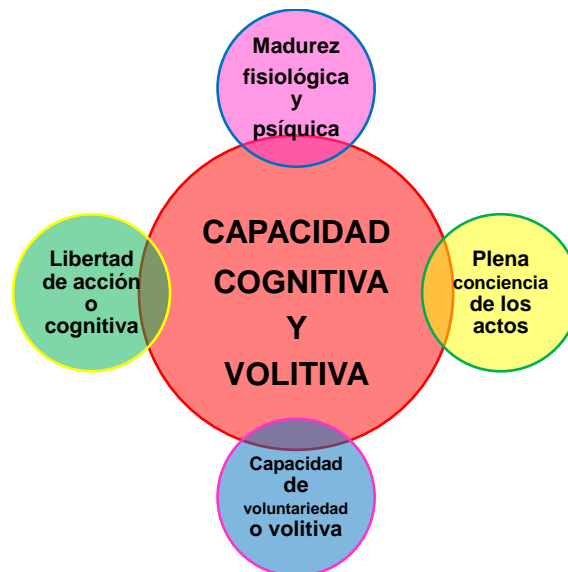 Madurez
fisiológica
y
psíquica
CAPACIDAD
COGNITIVA
Y
VOLITIVA
Libertad
de acción
o
cognitiva
Plena
conciencia
de los
actos
Capacidad
de
voluntariedad
o volitiva